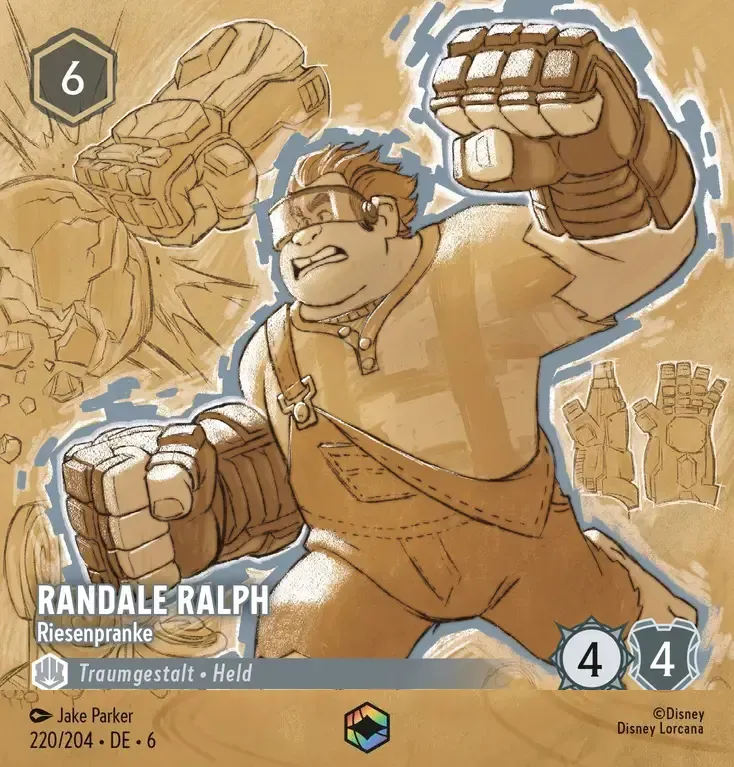 6
RANDALE RALPH
Riesenpranke
Traumgestalt • Held
4 4
Jake Parker
©Disney
220/204 • DE • 6
Disney Lorcana